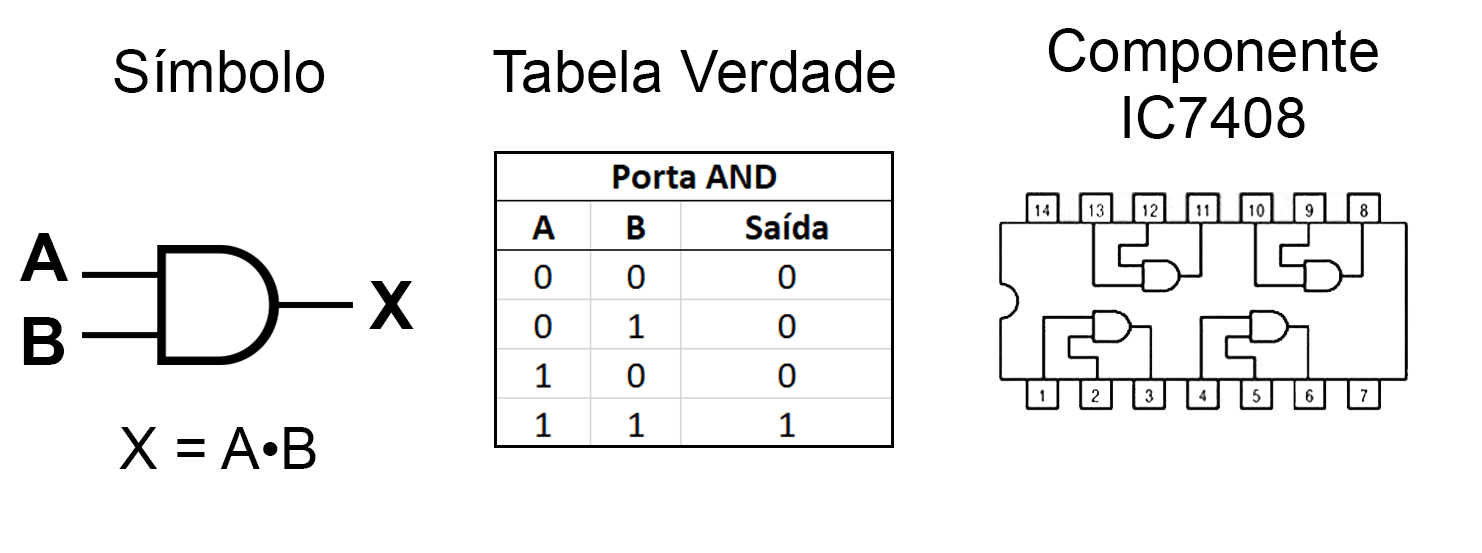 Símbolo
A
B
X
X = A•B
Tabela Verdade
Porta AND
A B Saída
0 0 0
0 1 0
1 0 0
1 1 1
Componente
IC7408
14 13 12 11 10 9 8
1 2 3 4 5 6 7